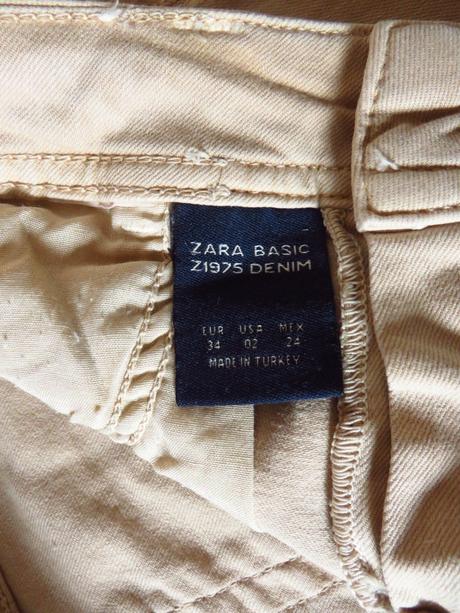 ZARA BASIC
Z1975 DENIM
EUR USA MEX
34 02 24
MADE IN TURKEY